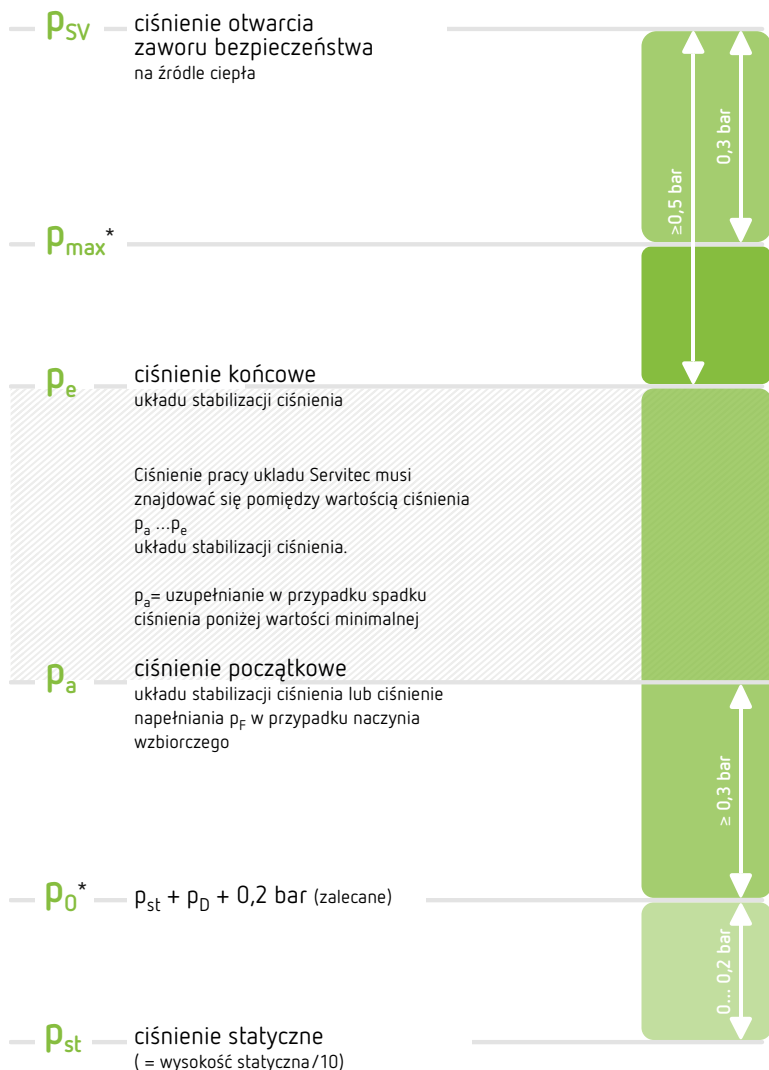 pSV ciśnienie otwarcia
zaworu bezpieczeństwa
na źródle ciepła
0,3 bar
≥0,5 bar
pmax*
pe ciśnienie końcowe
układu stabilizacji ciśnienia
Ciśnienie pracy ukladu Servitec musi
znajdować się pomiędzy wartością ciśnienia
pa ...pe
układu stabilizacji ciśnienia.
pa= uzupełnianie w przypadku spadku
ciśnienia poniżej wartości minimalnej
pa ciśnienie początkowe
układu stabilizacji ciśnienia lub ciśnienie
napełniania pF w przypadku naczynia
wzbiorczego
≥ 0,3 bar
p0* pst + pD + 0,2 bar (zalecane)
0... 0,2 bar
pst ciśnienie statyczne
( = wysokość statyczna/10)